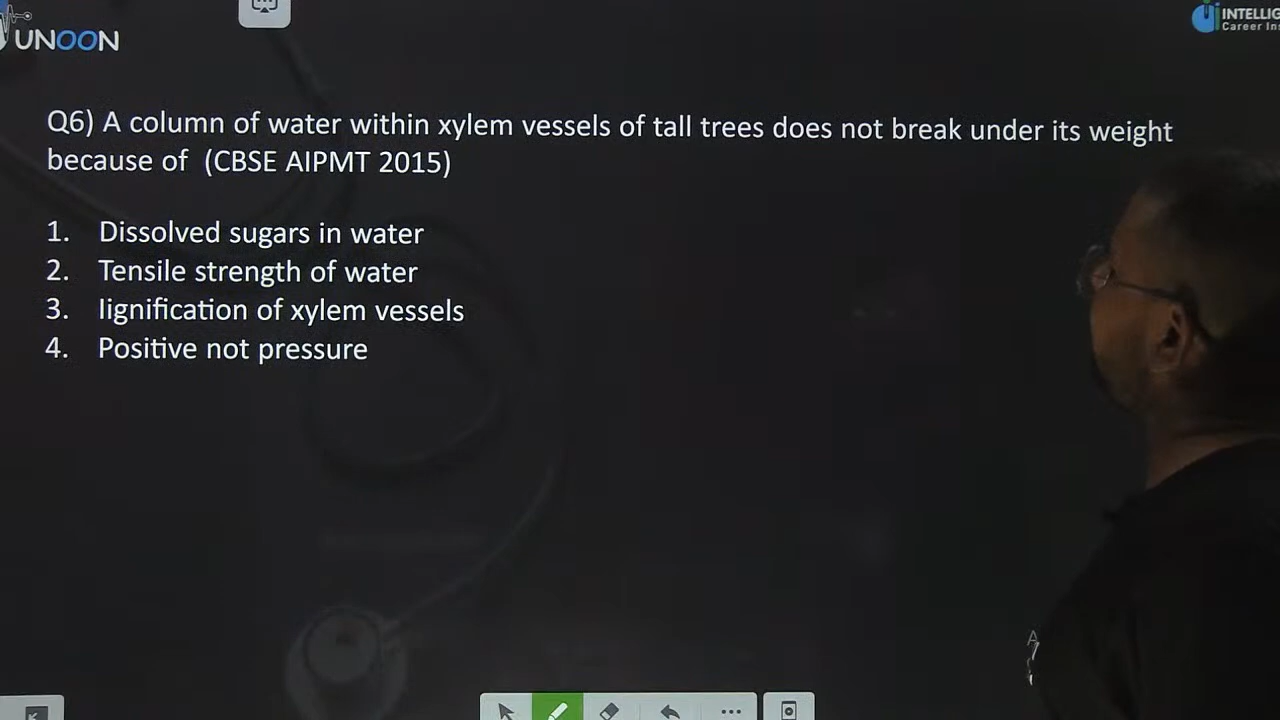 UNOON
INTELLIG
Career Ins
Q6) A column of water within xylem vessels of tall trees does not break under its weight
because of (CBSE AIPMT 2015)
1. Dissolved sugars in water
2. Tensile strength of water
3. lignification of xylem vessels
4. Positive not pressure